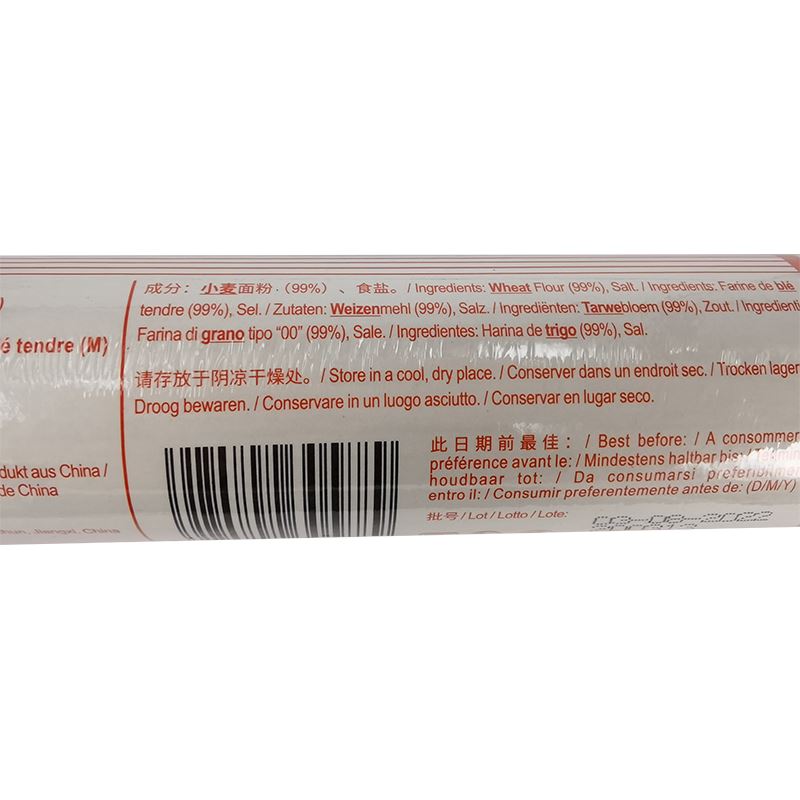 成分：小麦面粉（99%）、食盐。/ Ingredients: Wheat Flour (99%), Salt. / Ingredients: Farine de blé
tendre (99%), Sel. / Zutaten: Weizenmehl (99%), Salz. / Ingrediënten: Tarwebloem (99%), Zout. / Ingredienti
Farina di grano tipo “00” (99%), Sale. / Ingredientes: Harina de trigo (99%), Sal.
é tendre (M)
请存放于阴凉干燥处。/ Store in a cool, dry place. / Conserver dans un endroit sec. / Trocken lager
Droog bewaren. / Conservare in un luogo asciutto. / Conservar en lugar seco.
dukt aus China /
de China
hun, Jiangxi, China
此日期前最佳：/ Best before: / A consommer
préférence avant le: / Mindestens haltbar bis
houdbaar tot: / Da consumarsi preferibilmen
entro il: / Consumir preferentemente antes de: (D/M/Y)
批号 / Lot / Lotto / Lote: